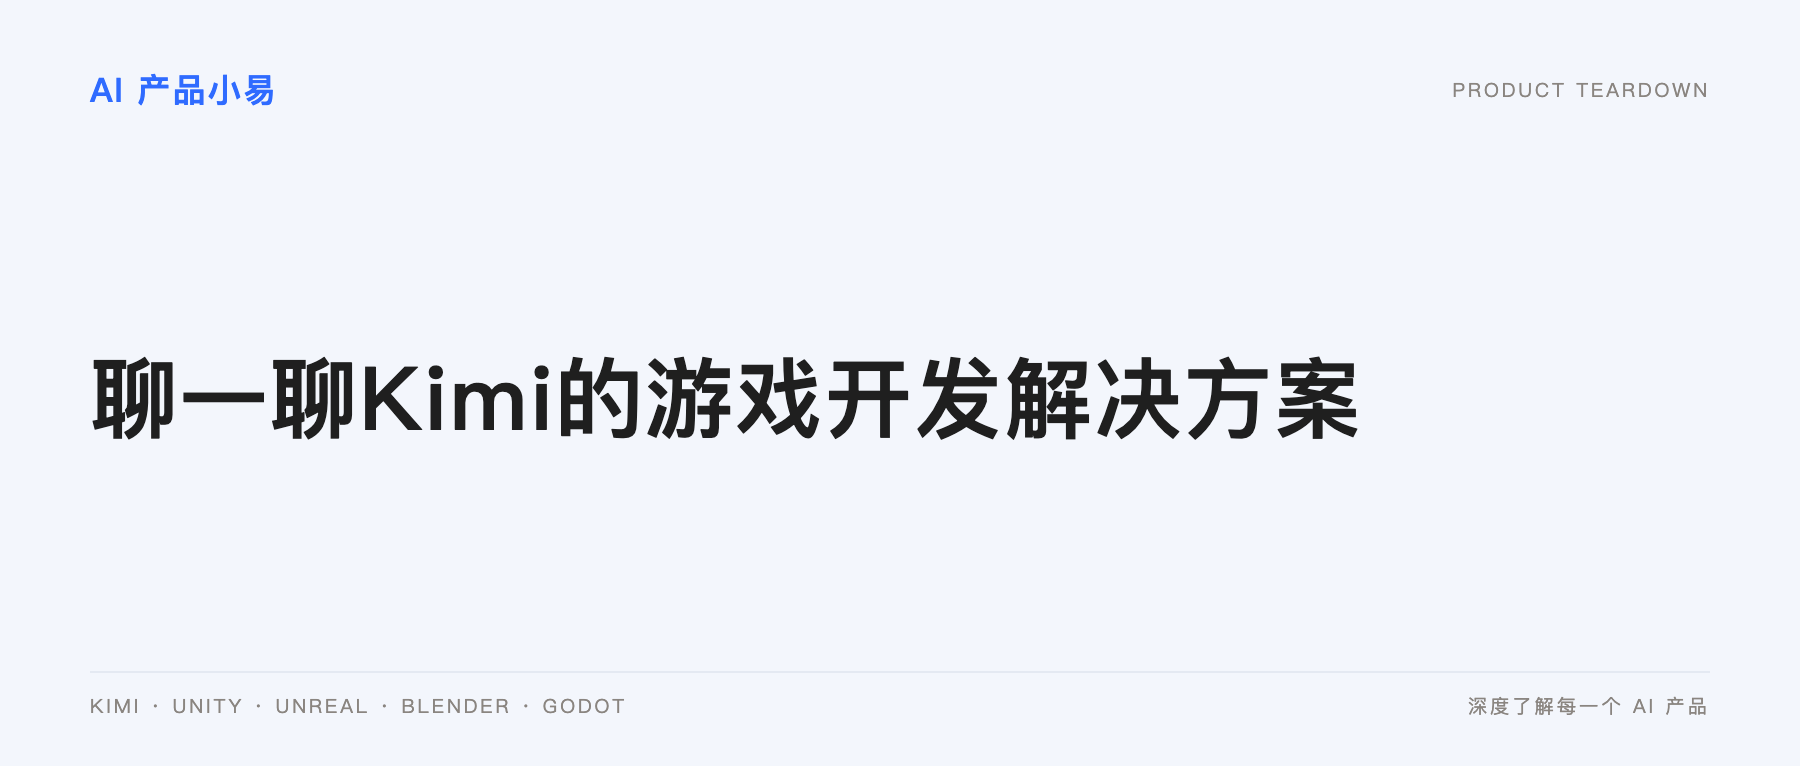 AI 产品小易
PRODUCT TEARDOWN
聊一聊Kimi的游戏开发解决方案
KIMI · UNITY · UNREAL · BLENDER · GODOT
深度了解每一个 AI 产品